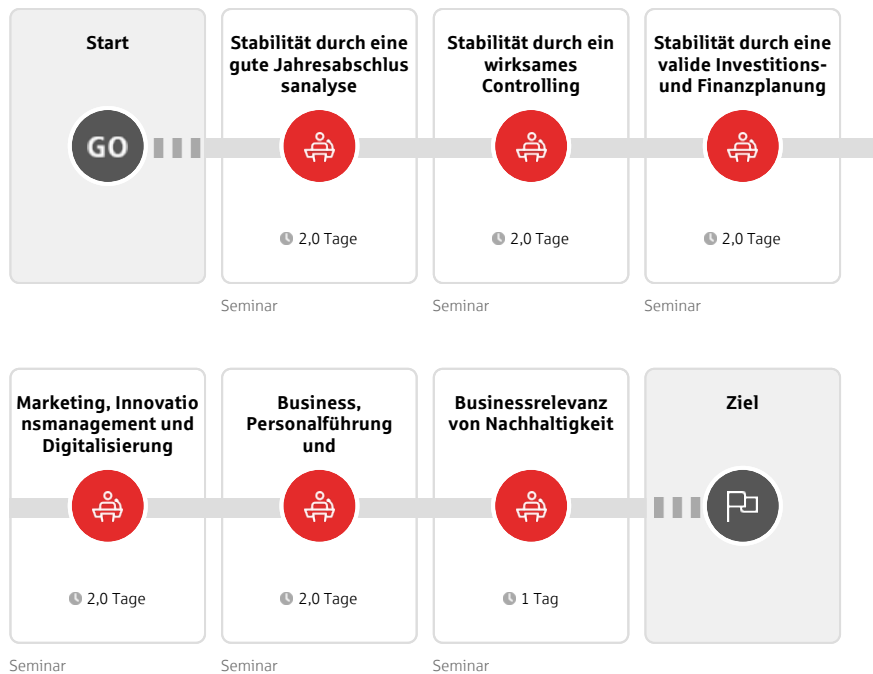 Start
GO
Stabilität durch eine
gute Jahresabschlus
sanalyse
2,0 Tage
Seminar
Stabilität durch ein
wirksames
Controlling
2,0 Tage
Seminar
Stabilität durch eine
valide Investitions-
und Finanzplanung
2,0 Tage
Seminar
Marketing, Innovatio
nsmanagement und
Digitalisierung
2,0 Tage
Seminar
Business,
Personalführung
und
2,0 Tage
Seminar
Businessrelevanz
von Nachhaltigkeit
1 Tag
Seminar
Ziel